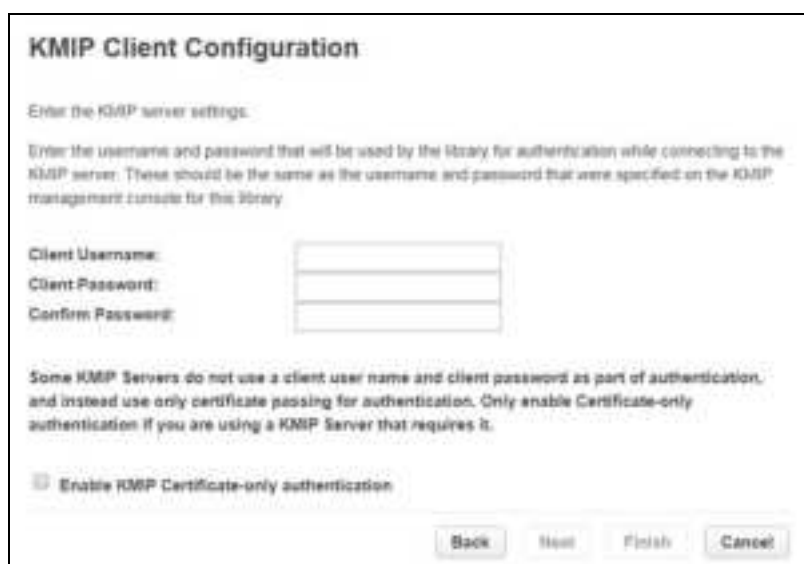 KMIP Client Configuration
Enter the KMIP server settings.
Enter the username and password that will be used by the library for authentication while connecting to the
KMIP server. These should be the same as the username and password that were specified on the KMIP
management console for this library
Client Username:
Client Password:
Confirm Password:
Some KMIP Servers do not use a client user name and client password as part of authentication,
and instead use only certificate passing for authentication. Only enable Certificate-only
authentication if you are using a KMIP Server that requires it.
Enable KMIP Certificate-only authentication
Back Next Finish Cancel